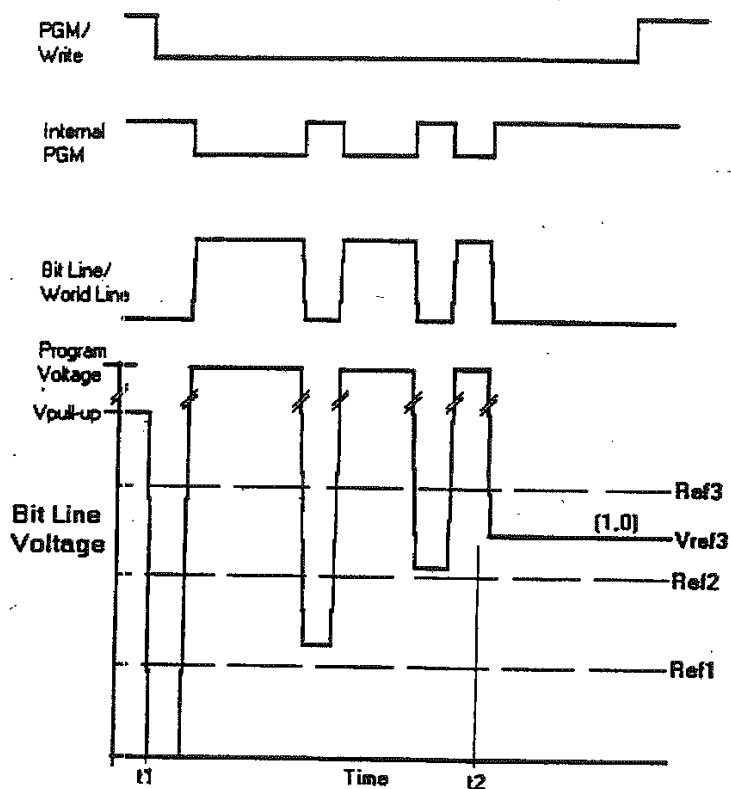 PGM/
Write
Internal
PGM
Bit Line/
World Line
Program
Voltage
Vpull-up
Ref3
Bit Line
Voltage
(1,0)
Vref3
Ref2
Ref1
t1
Time
t2